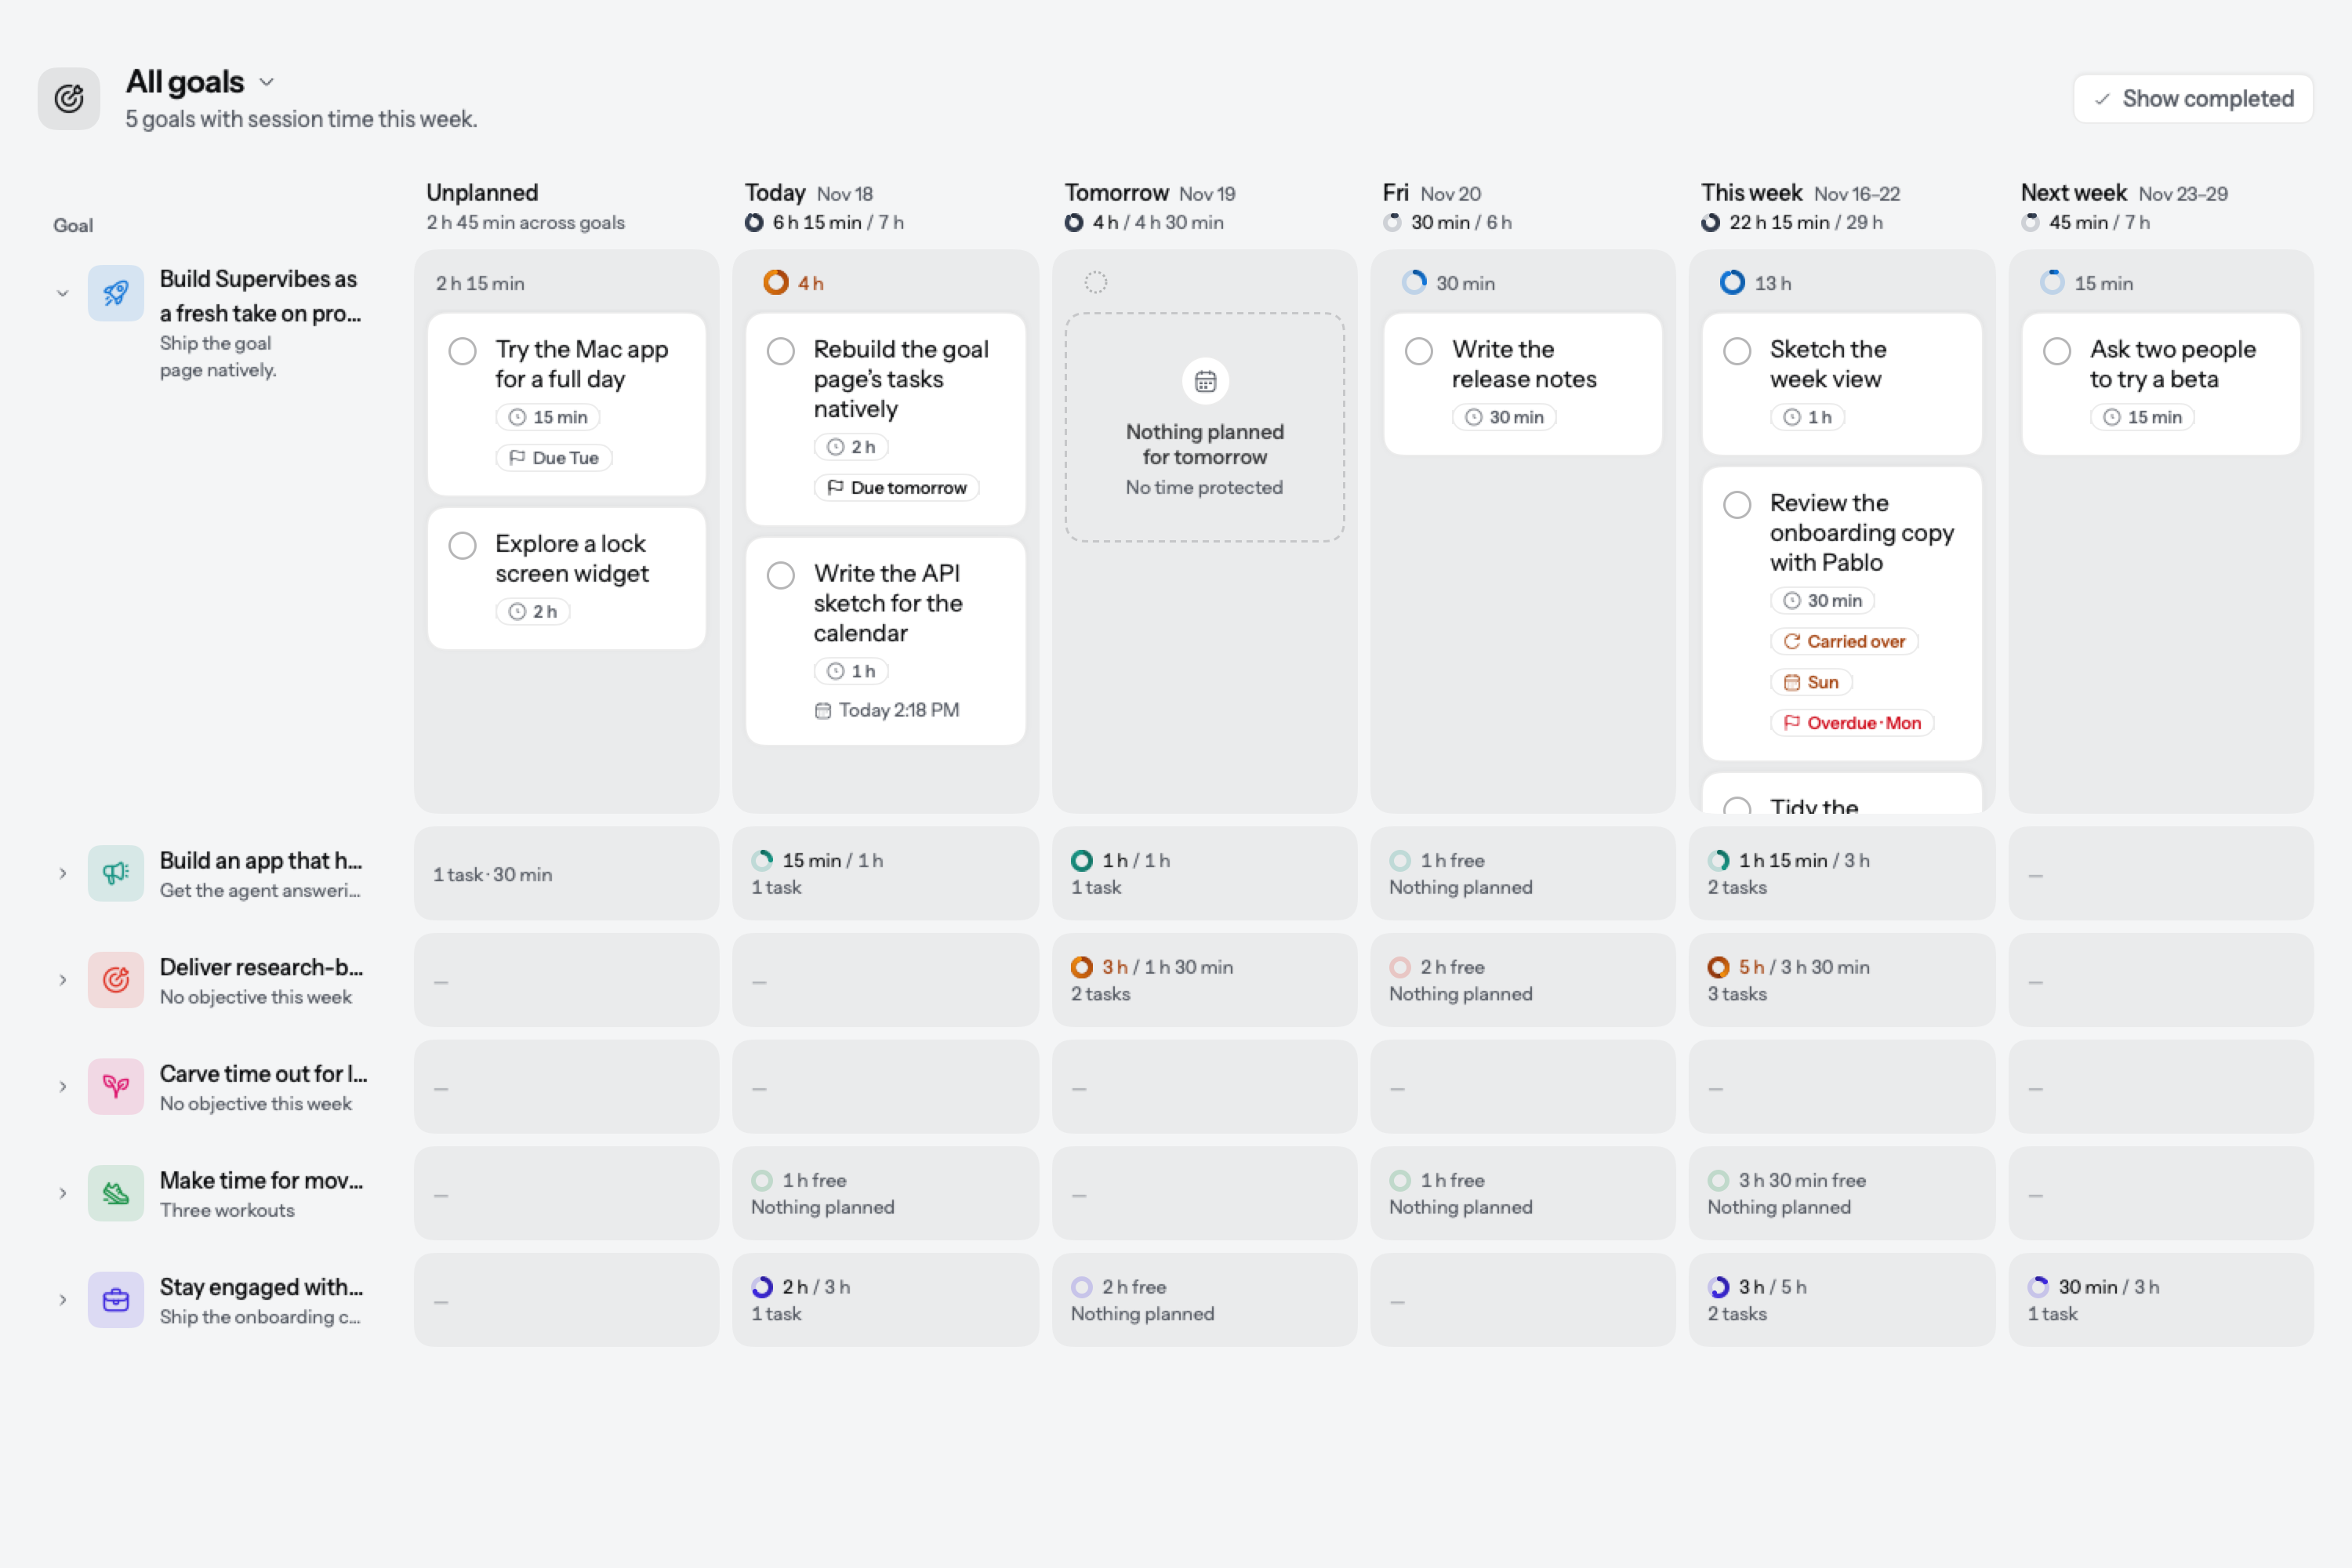 All goals
5 goals with session time this week.
Show completed
Goal
Unplanned
2 h 45 min across goals
Today Nov 18
6 h 15 min / 7 h
Tomorrow Nov 19
4 h / 4 h 30 min
Fri Nov 20
30 min / 6 h
This week Nov 16–22
22 h 15 min / 29 h
Next week Nov 23–29
45 min / 7 h
Build Supervibes as
a fresh take on pro...
Ship the goal
page natively.
2 h 15 min
Try the Mac app
for a full day
15 min
Due Tue
Explore a lock
screen widget
2 h
4 h
Rebuild the goal
page’s tasks
natively
2 h
Due tomorrow
Write the API
sketch for the
calendar
1 h
Today 2:18 PM
Nothing planned
for tomorrow
No time protected
30 min
Write the
release notes
30 min
13 h
Sketch the
week view
1 h
Review the
onboarding copy
with Pablo
30 min
Carried over
Sun
Overdue · Mon
Tidy the
15 min
Ask two people
to try a beta
15 min
Build an app that h...
Get the agent answeri...
1 task · 30 min
15 min / 1 h
1 task
1 h / 1 h
1 task
1 h free
Nothing planned
1 h 15 min / 3 h
2 tasks
–
Deliver research-b...
No objective this week
–
–
3 h / 1 h 30 min
2 tasks
2 h free
Nothing planned
5 h / 3 h 30 min
3 tasks
–
Carve time out for l...
No objective this week
–
–
–
–
–
–
Make time for mov...
Three workouts
–
1 h free
Nothing planned
–
1 h free
Nothing planned
3 h 30 min free
Nothing planned
–
Stay engaged with...
Ship the onboarding c...
–
2 h / 3 h
1 task
2 h free
Nothing planned
–
3 h / 5 h
2 tasks
30 min / 3 h
1 task